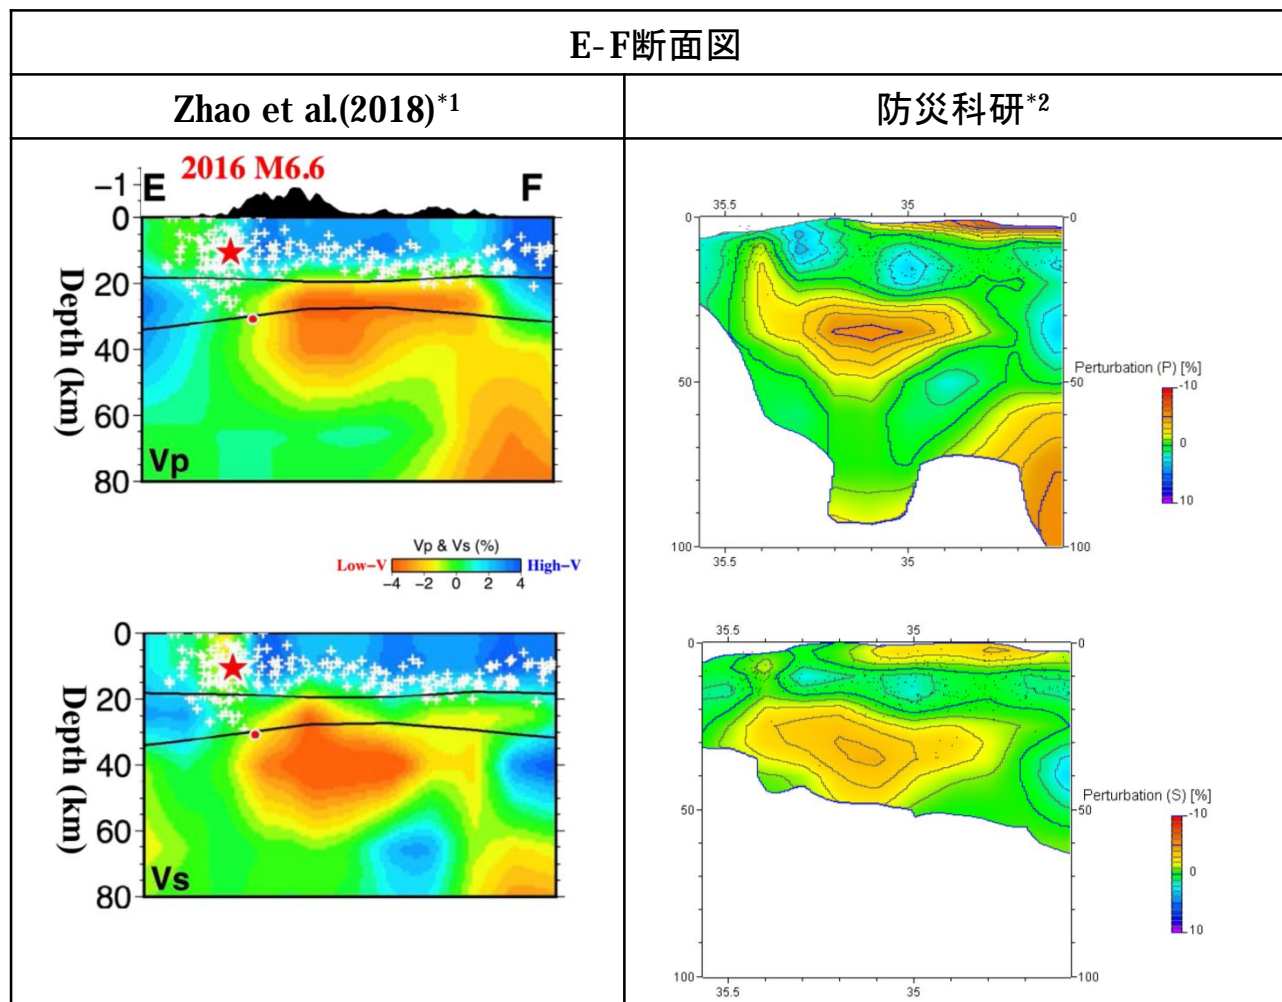 E-F断面図
Zhao et al.(2018)*1
防災科研*2
2016 M6.6
E
F
-1
0
20
40
60
80
Depth (km)
Vp
Vp & Vs (%)
Low-V
High-V
-4 -2 0 2 4
0
20
40
60
80
Depth (km)
Vs
35.5 35
0 0
50 50
100 100
35.5 35
Perturbation (P) [%]
-10
0
10
35.5 35
0 0
50 50
100 100
35.5 35
Perturbation (S) [%]
-10
0
10